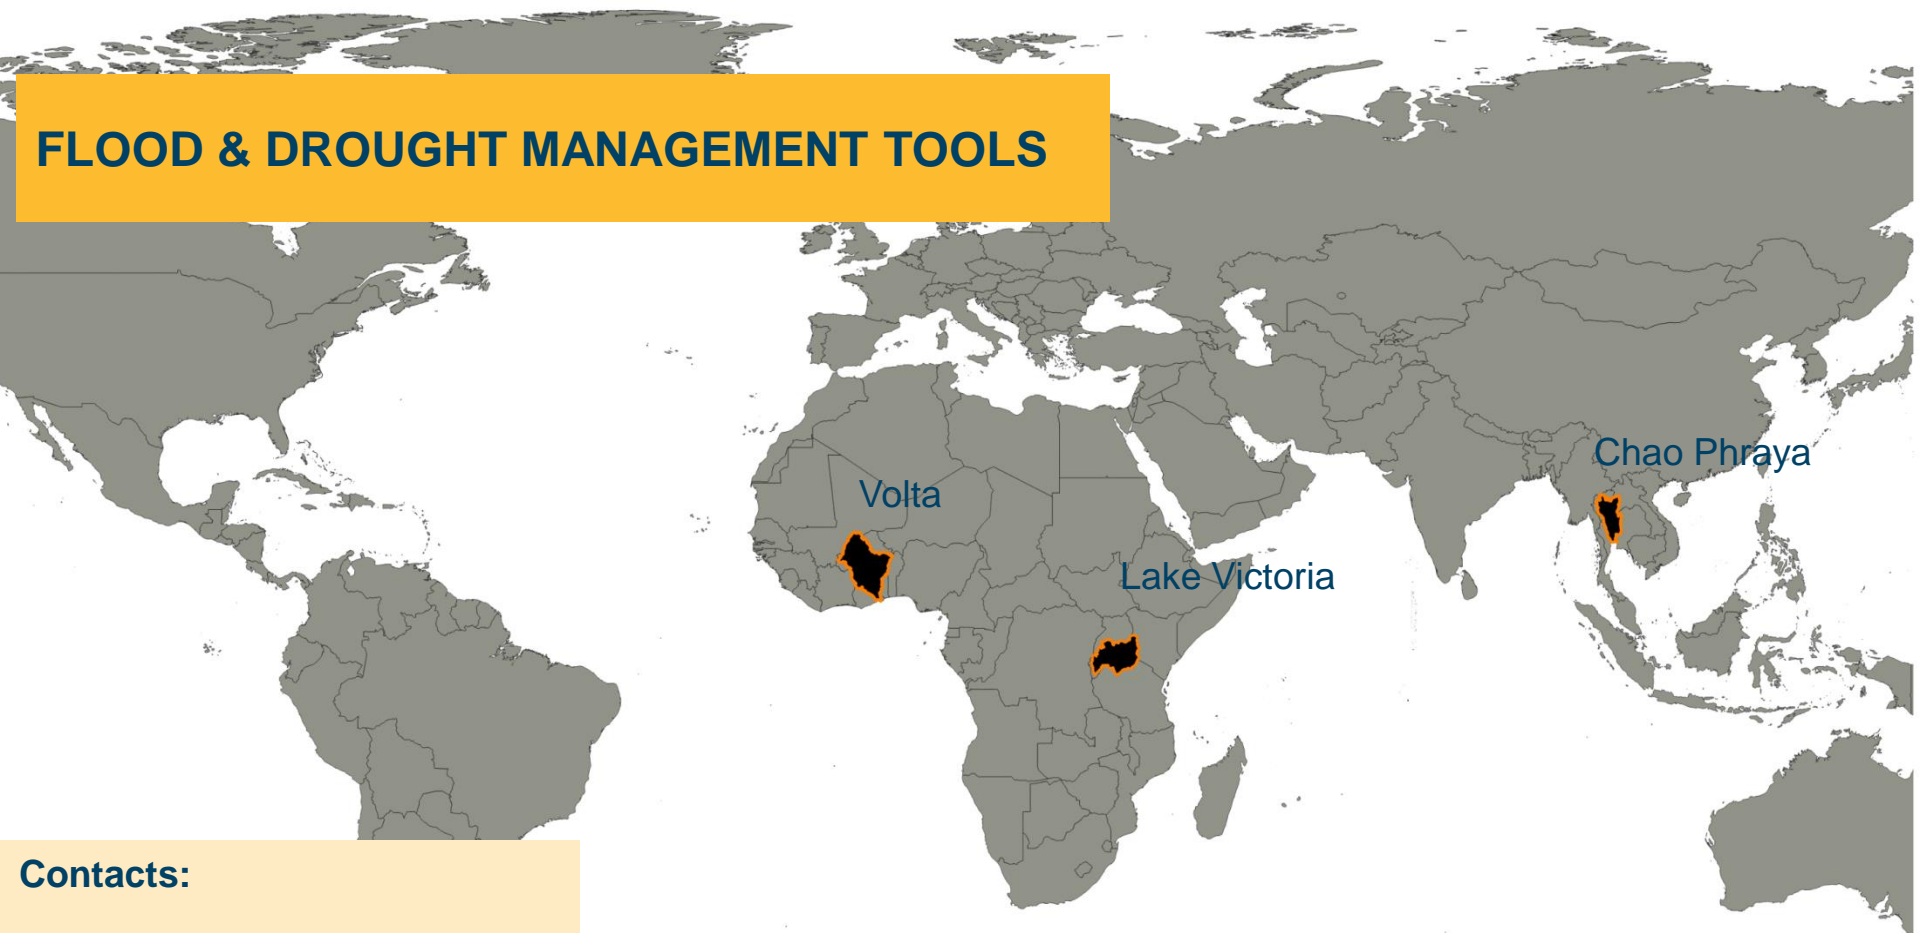 FLOOD & DROUGHT MANAGEMENT TOOLS
Chao Phraya
Volta
Lake Victoria
Contacts: